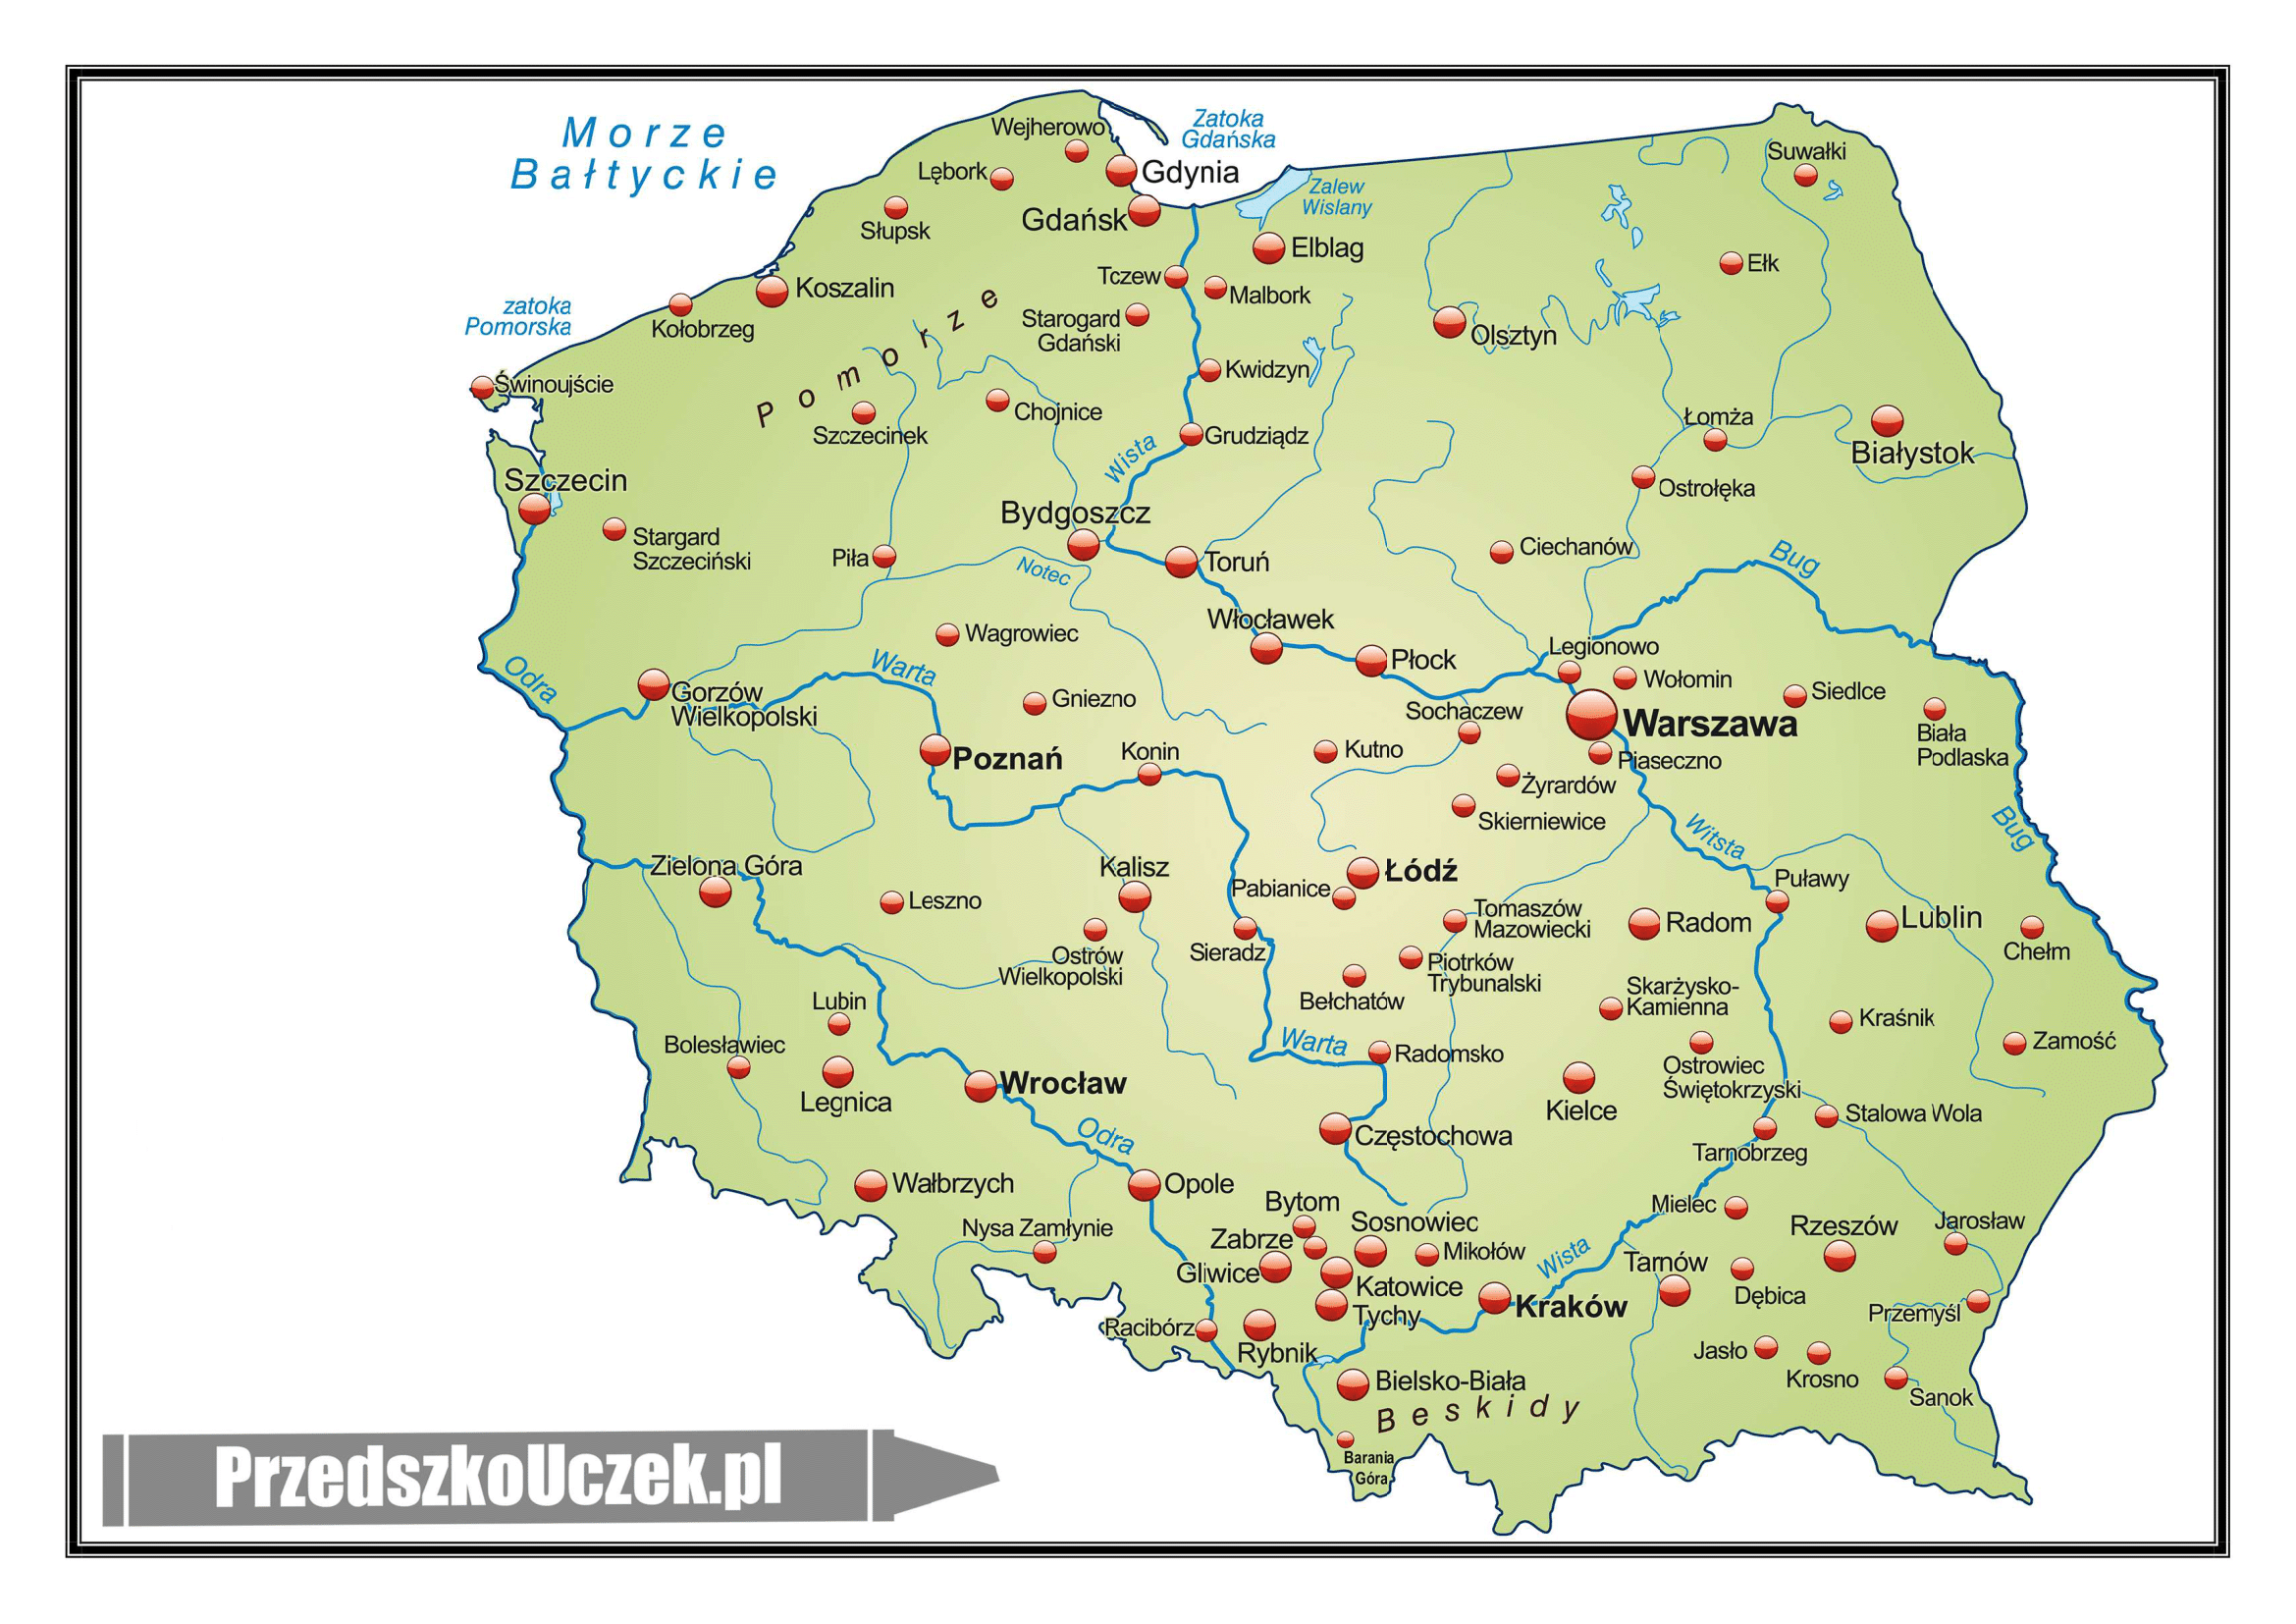 Morze
Bałtyckie
Zatoka
Gdańska
Wejherowo
Gdynia
Lębork
Suwałki
Zalew
Wislany
Słupsk
Gdańsk
Elblag
Ełk
Tczew
Malbork
Koszalin
zatoka
Pomorska
Kołobrzeg
Pomorze
Starogard
Gdański
Olsztyn
Kwidzyn
Świnoujście
Chojnice
Szczecinek
Grudziądz
Łomża
Białystok
Wista
Szczecin
Ostrołęka
Bydgoszcz
Stargard
Szczeciński
Piła
Notec
Toruń
Ciechanów
Bug
Włocławek
Wagrowiec
Legionowo
Odra
Warta
Płock
Wołomin
Siedlce
Gorzów
Wielkopolski
Gniezno
Sochaczew
Warszawa
Biała
Podlaska
Poznań
Konin
Kutno
Piaseczno
Żyrardów
Skierniewice
Witsta
Bug
Zielona Góra
Kalisz
Łódź
Pabianice
Puławy
Leszno
Tomaszów
Mazowiecki
Radom
Lublin
Chełm
Ostrów
Wielkopolski
Sieradz
Piotrków
Trybunalski
Bełchatów
Skarżysko-
Kamienna
Lubin
Kraśnik
Bolesławiec
Warta
Radomsko
Zamość
Ostrowiec
Świętokrzyski
Wrocław
Legnica
Kielce
Stalowa Wola
Odra
Częstochowa
Tarnobrzeg
Wałbrzych
Opole
Bytom
Mielec
Nysa Zamłynie
Sosnowiec
Rzeszów
Jarosław
Zabrze
Mikołów
Wista
Tarnów
Gliwice
Katowice
Dębica
Tychy
Kraków
Przemyśl
Racibórz
Rybnik
Jasło
Krosno
Bielsko-Biała
Beskidy
Sanok
Barania
Góra
PrzedszkoUczek.pl